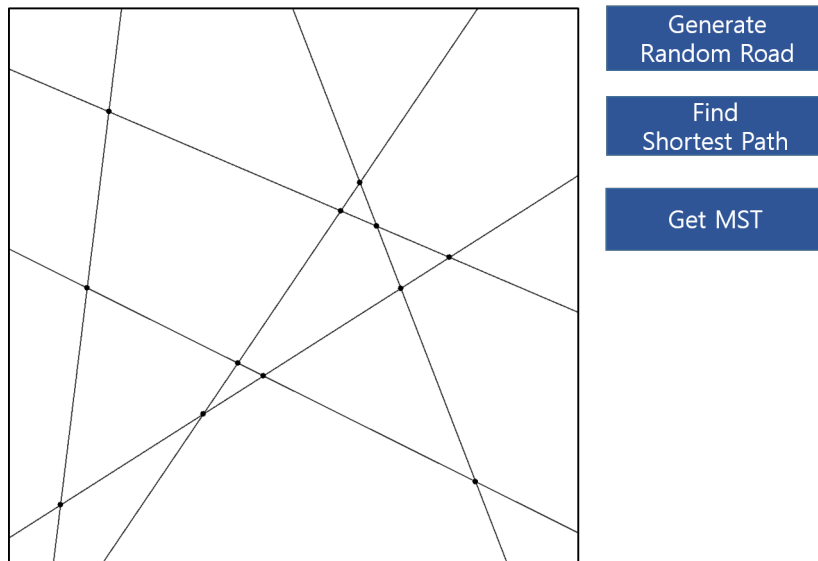 Generate
Random Road
Find
Shortest Path
Get MST